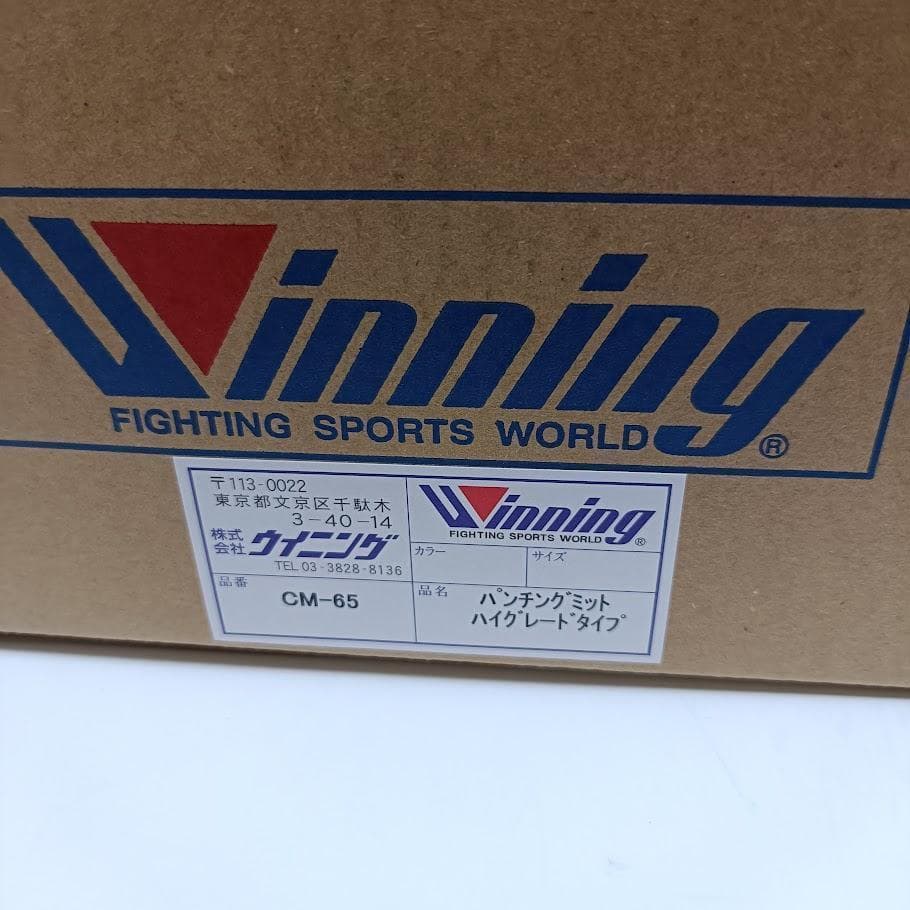 Winning
FIGHTING SPORTS WORLD ®
〒113-0022
東京都文京区千駄木
3-40-14
株式会社 ウイニング
TEL 03-3828-8136
Winning
FIGHTING SPORTS WORLD ®
カラー
サイズ
品番
CM-65
品名
パンチングミット
ハイグレードタイプ